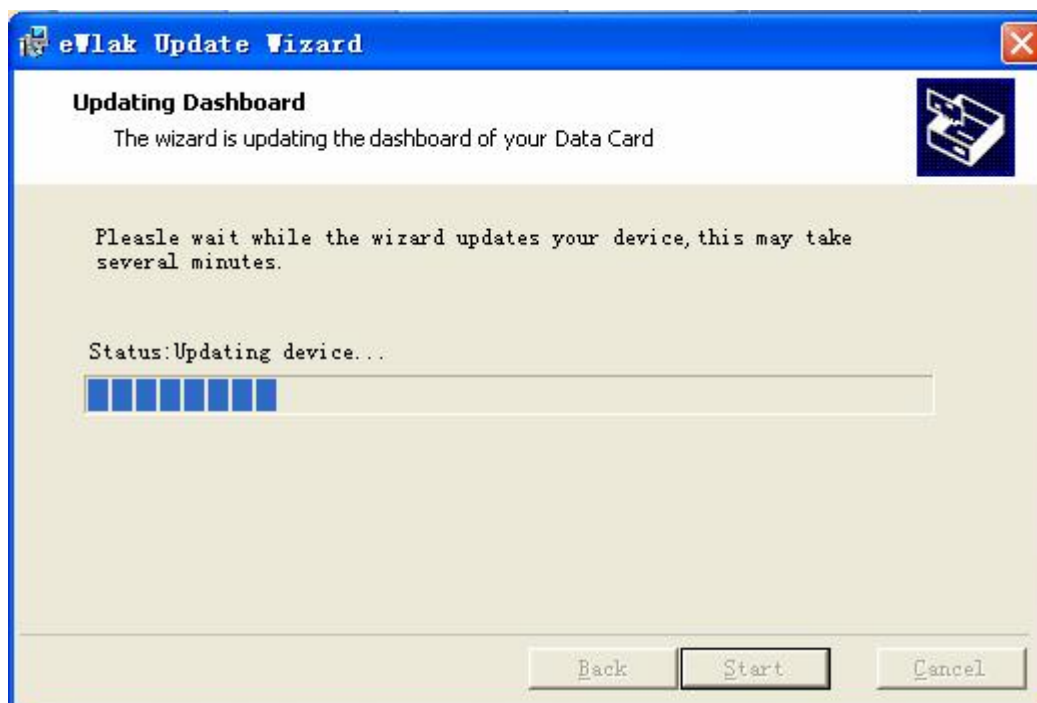 eWlak Update Wizard
Updating Dashboard
The wizard is updating the dashboard of your Data Card
Pleasle wait while the wizard updates your device,this may take
several minutes.
Status:Updating device...
Back Start Cancel